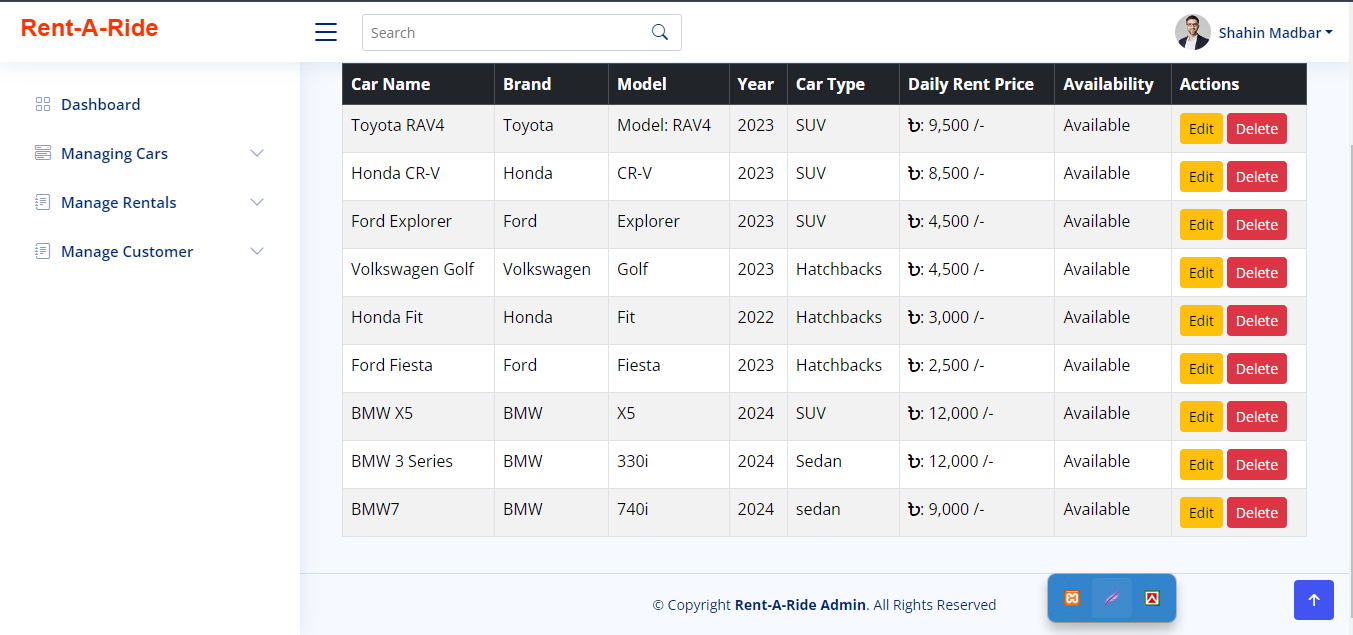 Rent-A-Ride
Search
Shahin Madbar
Dashboard
Managing Cars
Manage Rentals
Manage Customer
Car Name Brand Model Year Car Type Daily Rent Price Availability Actions
Toyota RAV4 Toyota Model: RAV4 2023 SUV ৳: 9,500 /- Available Edit Delete
Honda CR-V Honda CR-V 2023 SUV ৳: 8,500 /- Available Edit Delete
Ford Explorer Ford Explorer 2023 SUV ৳: 4,500 /- Available Edit Delete
Volkswagen Golf Volkswagen Golf 2023 Hatchbacks ৳: 4,500 /- Available Edit Delete
Honda Fit Honda Fit 2022 Hatchbacks ৳: 3,000 /- Available Edit Delete
Ford Fiesta Ford Fiesta 2023 Hatchbacks ৳: 2,500 /- Available Edit Delete
BMW X5 BMW X5 2024 SUV ৳: 12,000 /- Available Edit Delete
BMW 3 Series BMW 330i 2024 Sedan ৳: 12,000 /- Available Edit Delete
BMW7 BMW 740i 2024 sedan ৳: 9,000 /- Available Edit Delete
© Copyright Rent-A-Ride Admin. All Rights Reserved